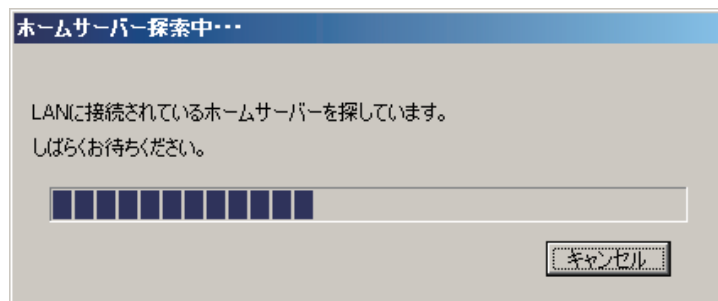 ホームサーバー探索中・・・
LANに接続されているホームサーバーを探しています。
しばらくお待ちください。
キャンセル